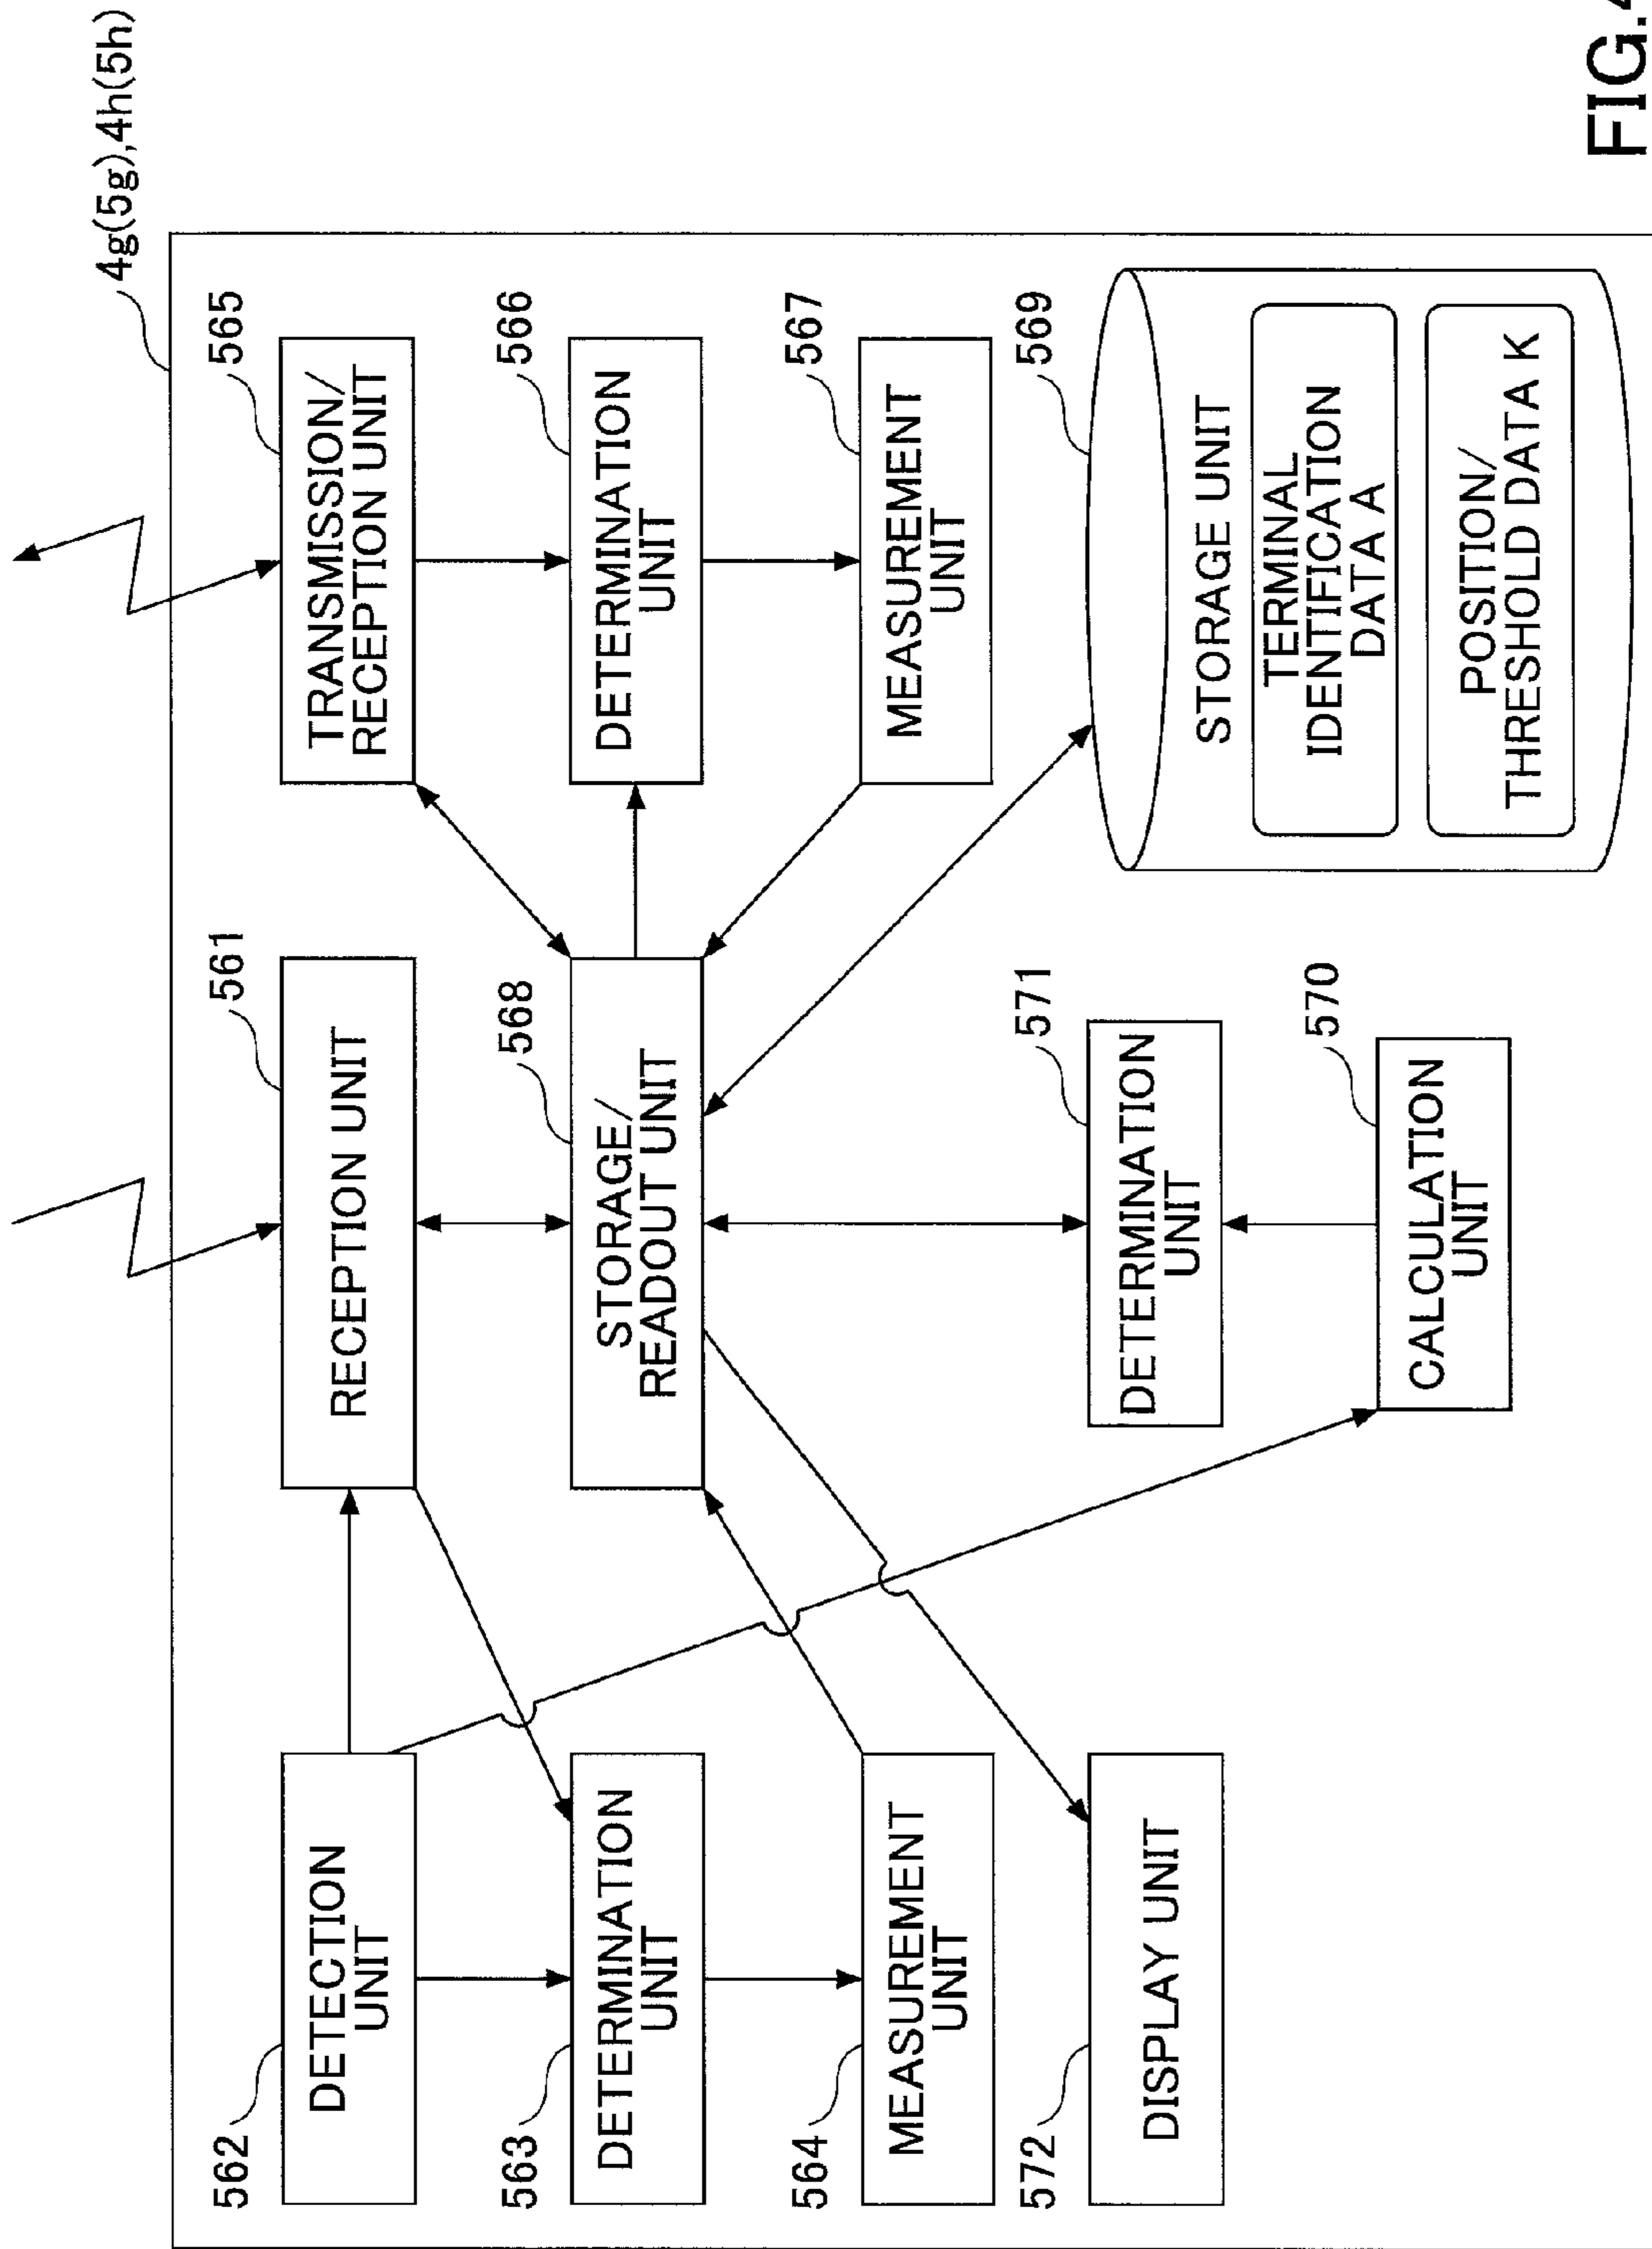 4g(5g),4h(5h)
562
DETECTION
UNIT
561
RECEPTION UNIT
565
TRANSMISSION/
RECEPTION UNIT
563
DETERMINATION
UNIT
568
STORAGE/
READOUT UNIT
566
DETERMINATION
UNIT
564
MEASUREMENT
UNIT
567
MEASUREMENT
UNIT
572
DISPLAY UNIT
571
DETERMINATION
UNIT
570
CALCULATION
UNIT
569
STORAGE UNIT
TERMINAL
IDENTIFICATION
DATA A
POSITION/
THRESHOLD DATA K
FIG.